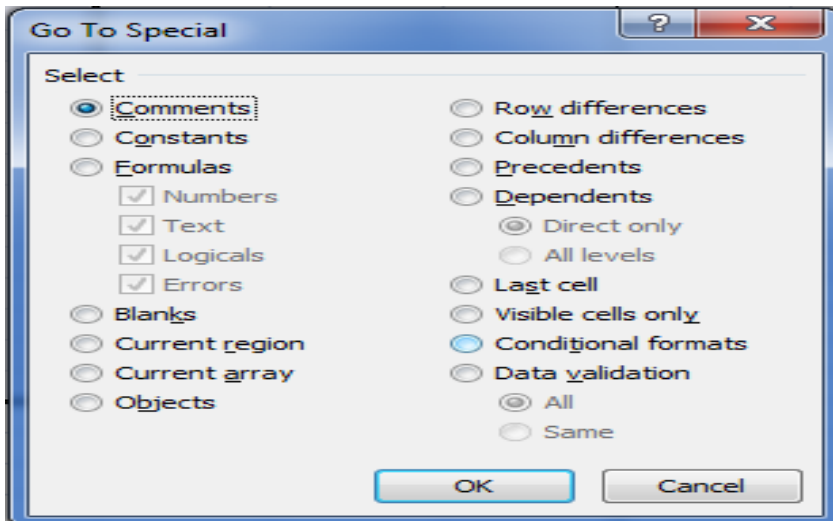 Go To Special
?
Select
Comments
Constants
Formulas
Numbers
Text
Logicals
Errors
Blanks
Current region
Current array
Objects
Row differences
Column differences
Precedents
Dependents
Direct only
All levels
Last cell
Visible cells only
Conditional formats
Data validation
All
Same
OK
Cancel